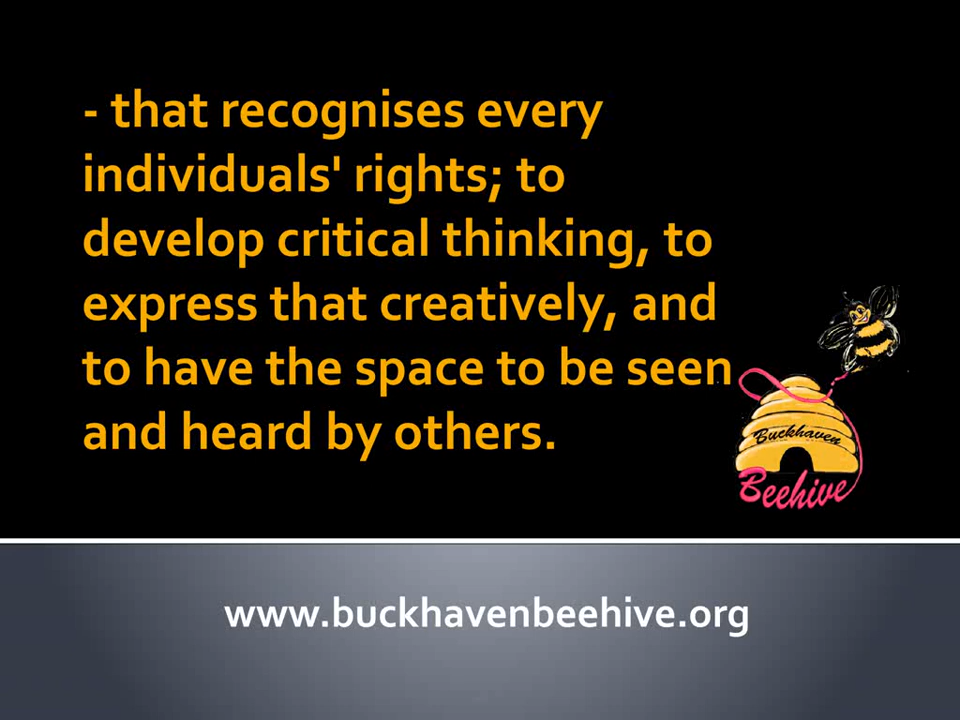 - that recognises every
individuals' rights; to
develop critical thinking, to
express that creatively, and
to have the space to be seen
and heard by others.
Buckhaven
Beehive
www.buckhavenbeehive.org